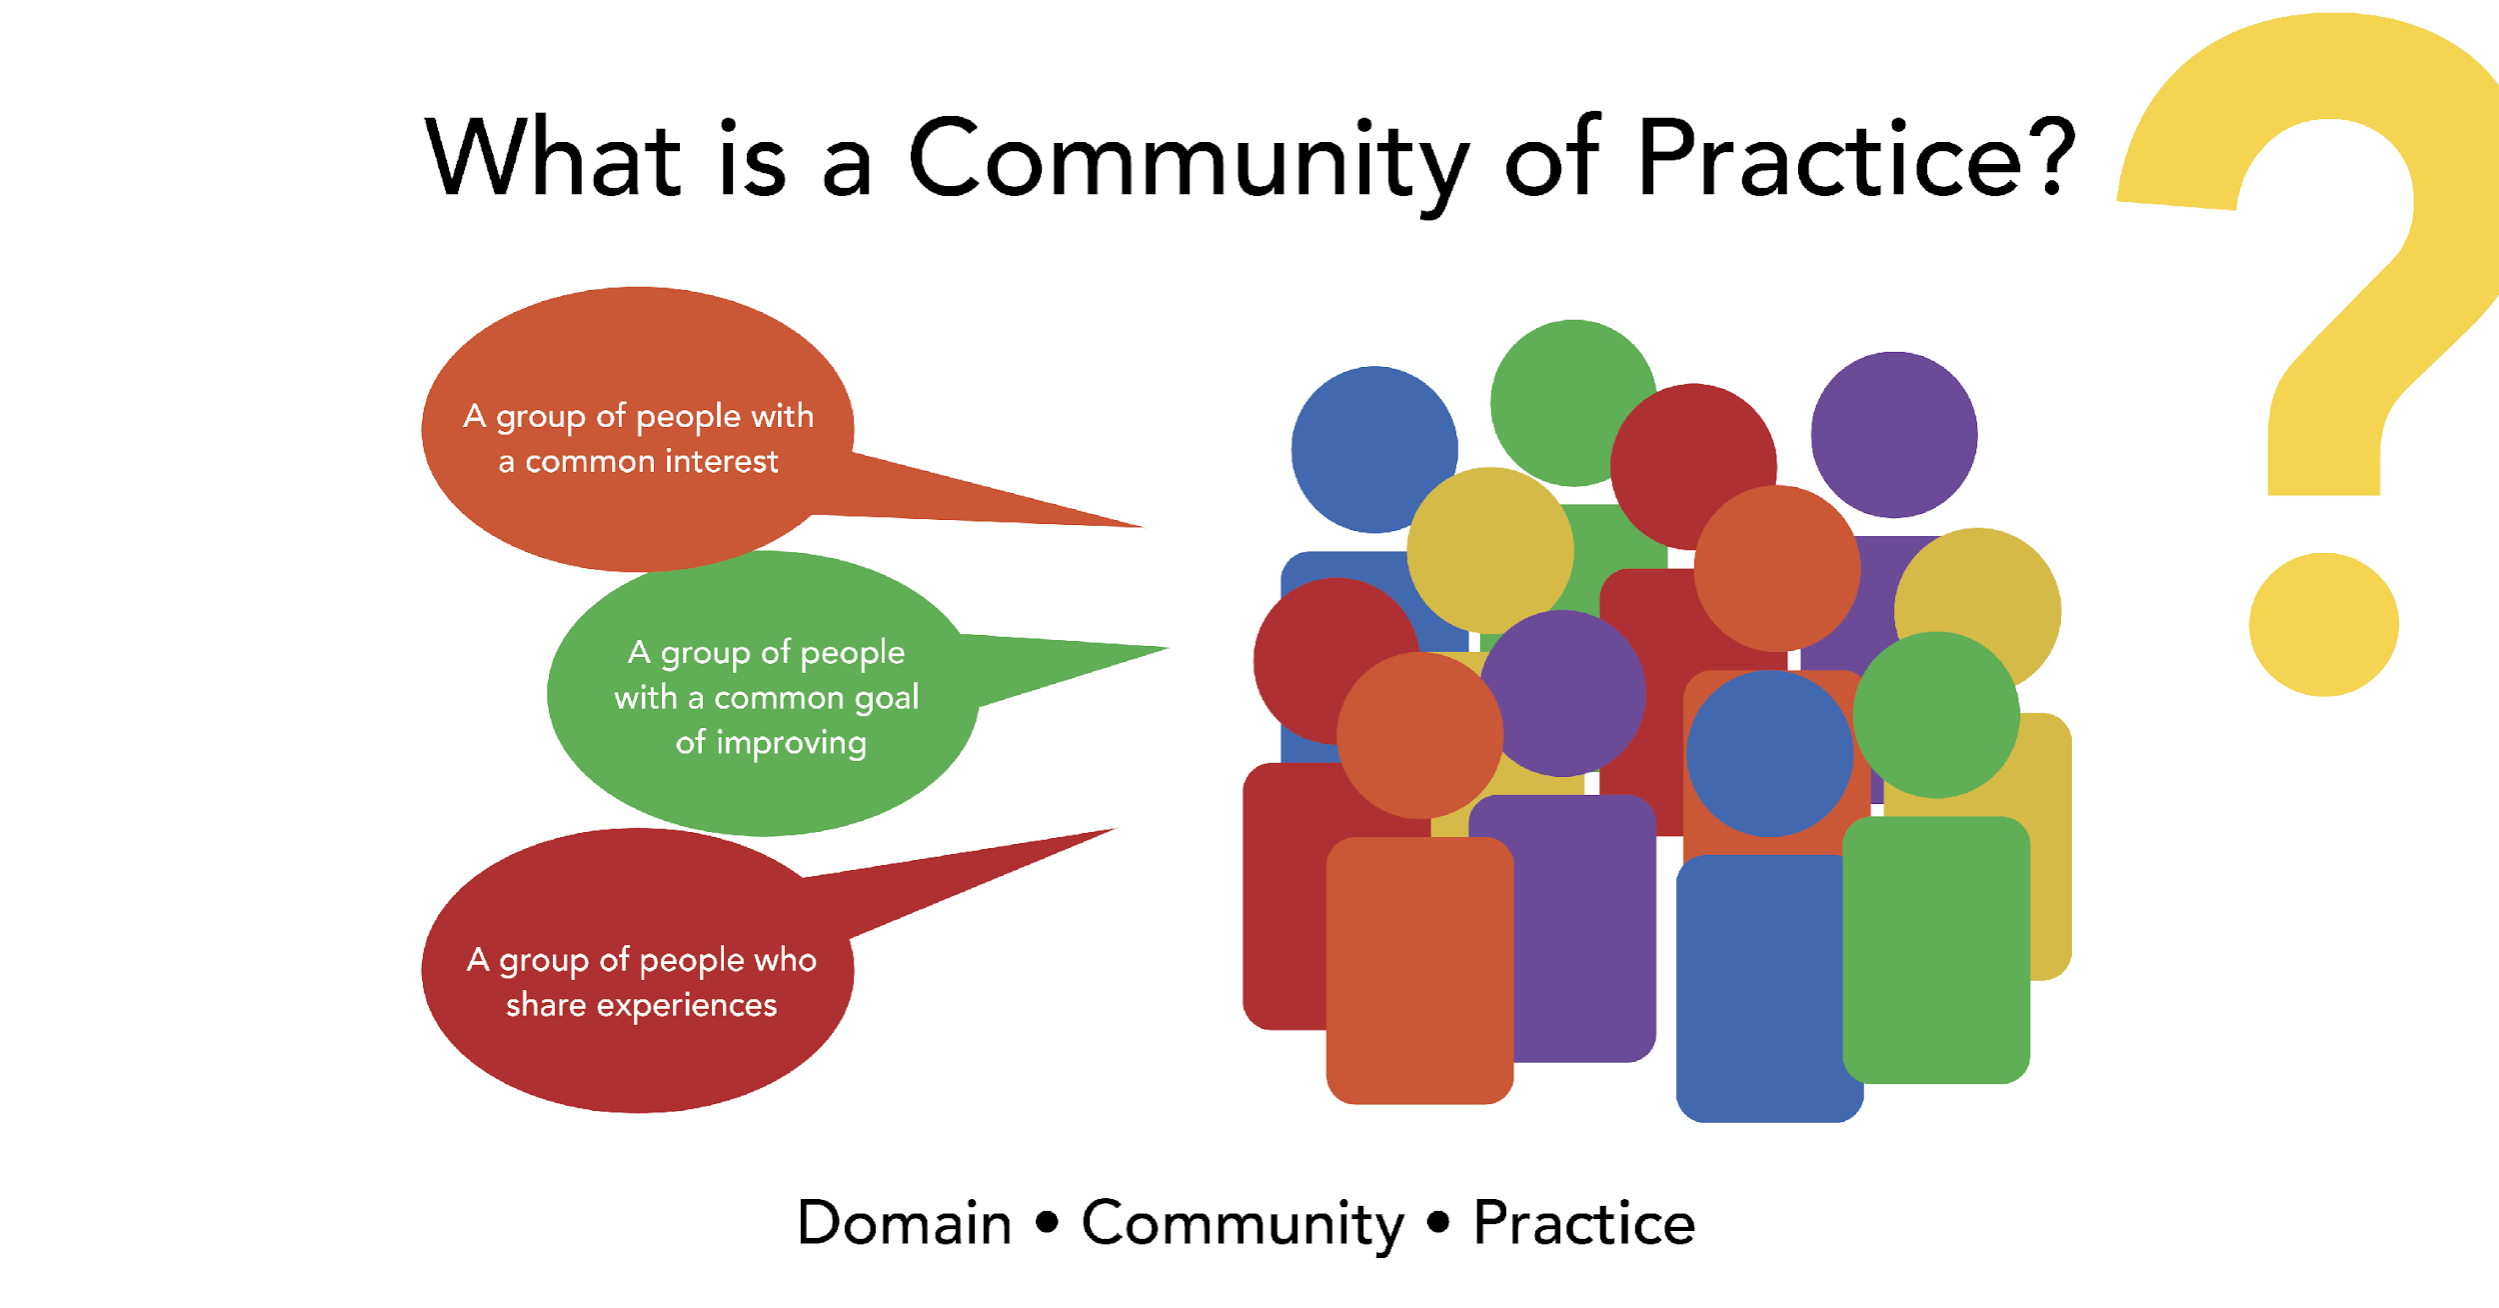 What is a Community of Practice?
A group of people with
a common interest
A group of people
with a common goal
of improving
A group of people who
share experiences
Domain • Community • Practice
?